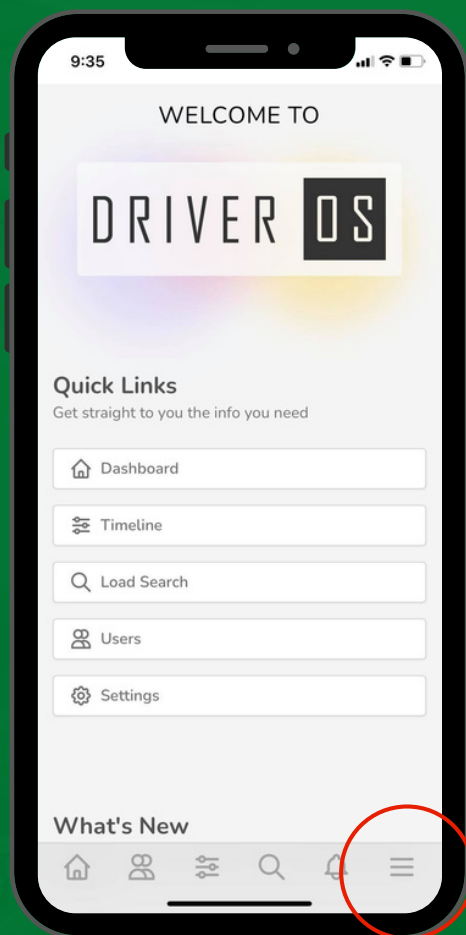 9:35
WELCOME TO
DRIVER OS
Quick Links
Get straight to you the info you need
Dashboard
Timeline
Load Search
Users
Settings
What's New